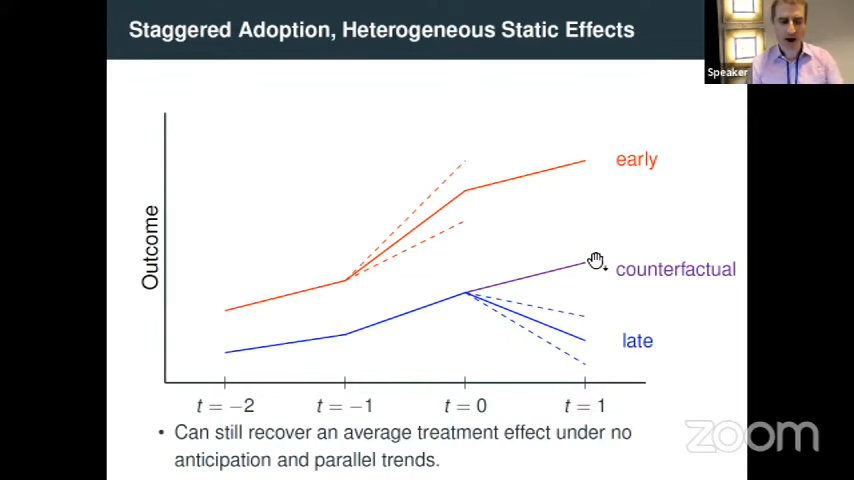 Staggered Adoption, Heterogeneous Static Effects
Speaker
early
Outcome
counterfactual
late
t = −2
t = −1
t = 0
t = 1
• Can still recover an average treatment effect under no
anticipation and parallel trends.
zoom